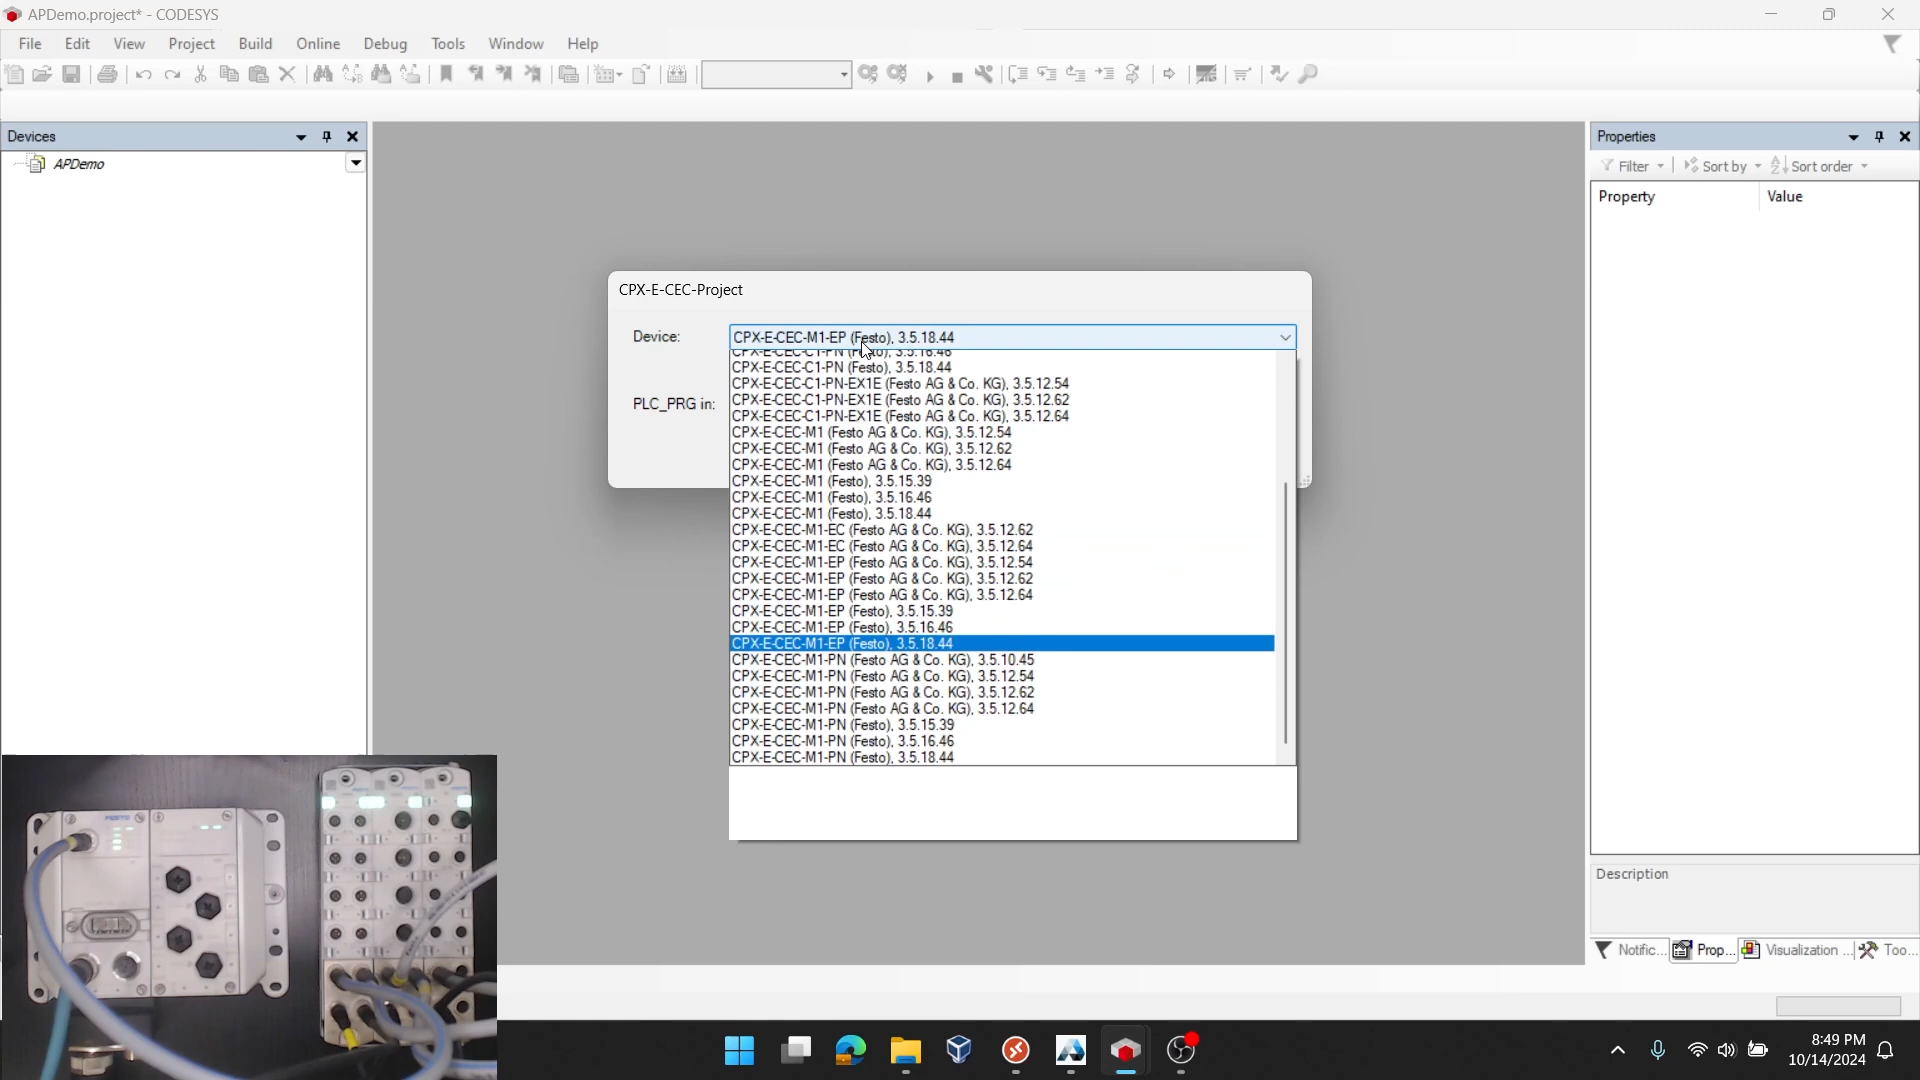 APDemo.project* - CODESYS
File Edit View Project Build Online Debug Tools Window Help
Devices
APDemo
Properties
Filter Sort by Sort order
Property Value
CPX-E-CEC-Project
Device: CPX-E-CEC-M1-EP (Festo), 3.5.18.44
PLC_PRG in:
CPX-E-CEC-C1-PN (Festo), 3.5.16.46
CPX-E-CEC-C1-PN (Festo), 3.5.18.44
CPX-E-CEC-C1-PN-EX1E (Festo AG & Co. KG), 3.5.12.54
CPX-E-CEC-C1-PN-EX1E (Festo AG & Co. KG), 3.5.12.62
CPX-E-CEC-C1-PN-EX1E (Festo AG & Co. KG), 3.5.12.64
CPX-E-CEC-M1 (Festo AG & Co. KG), 3.5.12.54
CPX-E-CEC-M1 (Festo AG & Co. KG), 3.5.12.62
CPX-E-CEC-M1 (Festo AG & Co. KG), 3.5.12.64
CPX-E-CEC-M1 (Festo), 3.5.15.39
CPX-E-CEC-M1 (Festo), 3.5.16.46
CPX-E-CEC-M1 (Festo), 3.5.18.44
CPX-E-CEC-M1-EC (Festo AG & Co. KG), 3.5.12.62
CPX-E-CEC-M1-EC (Festo AG & Co. KG), 3.5.12.64
CPX-E-CEC-M1-EP (Festo AG & Co. KG), 3.5.12.54
CPX-E-CEC-M1-EP (Festo AG & Co. KG), 3.5.12.62
CPX-E-CEC-M1-EP (Festo AG & Co. KG), 3.5.12.64
CPX-E-CEC-M1-EP (Festo), 3.5.15.39
CPX-E-CEC-M1-EP (Festo), 3.5.16.46
CPX-E-CEC-M1-EP (Festo), 3.5.18.44
CPX-E-CEC-M1-PN (Festo AG & Co. KG), 3.5.10.45
CPX-E-CEC-M1-PN (Festo AG & Co. KG), 3.5.12.54
CPX-E-CEC-M1-PN (Festo AG & Co. KG), 3.5.12.62
CPX-E-CEC-M1-PN (Festo AG & Co. KG), 3.5.12.64
CPX-E-CEC-M1-PN (Festo), 3.5.15.39
CPX-E-CEC-M1-PN (Festo), 3.5.16.46
CPX-E-CEC-M1-PN (Festo), 3.5.18.44
Description
Notific... Prop... Visualization ... Too...
FESTO
8:49 PM
10/14/2024